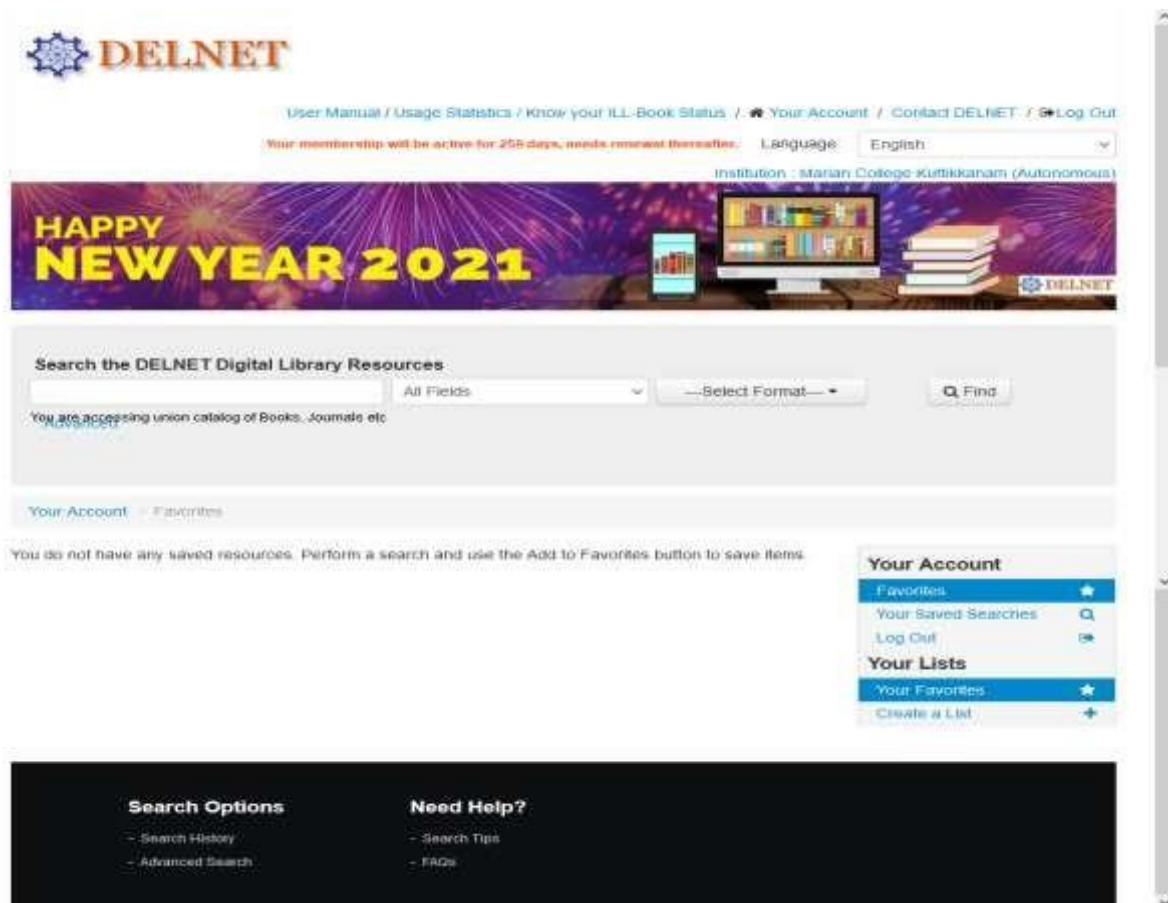 DELNET
User Manual / Usage Statistics / Know your ILL-Book Status / Your Account / Contact DELNET / Log Out
Your membership will be active for 259 days, needs renewal thereafter. Language English
Institution : Marian College Kuttikkanam (Autonomous)
HAPPY
NEW YEAR 2021
DELNET
Search the DELNET Digital Library Resources
All Fields ---Select Format--- Find
You are accessing union catalog of Books, Journals etc
Advanced
Your Account Favorites
You do not have any saved resources. Perform a search and use the Add to Favorites button to save items.
Your Account
Favorites
Your Saved Searches
Log Out
Your Lists
Your Favorites
Create a List
Search Options Need Help?
- Search History - Search Tips
- Advanced Search - FAQs